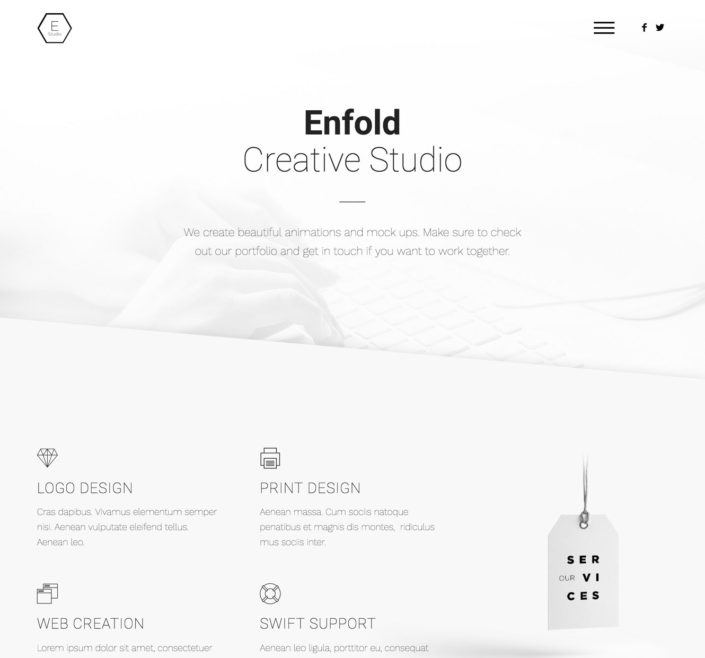 E
Studio
Enfold
Creative Studio
We create beautiful animations and mock ups. Make sure to check
out our portfolio and get in touch if you want to work together.
LOGO DESIGN
Cras dapibus. Vivamus elementum semper
nisi. Aenean vulputate eleifend tellus.
Aenean leo.
PRINT DESIGN
Aenean massa. Cum sociis natoque
penatibus et magnis dis montes, ridiculus
mus sociis inter.
WEB CREATION
Lorem ipsum dolor sit amet, consectetuer
SWIFT SUPPORT
Aenean leo ligula, porttitor eu, consequat
SER
OUR VI
CES